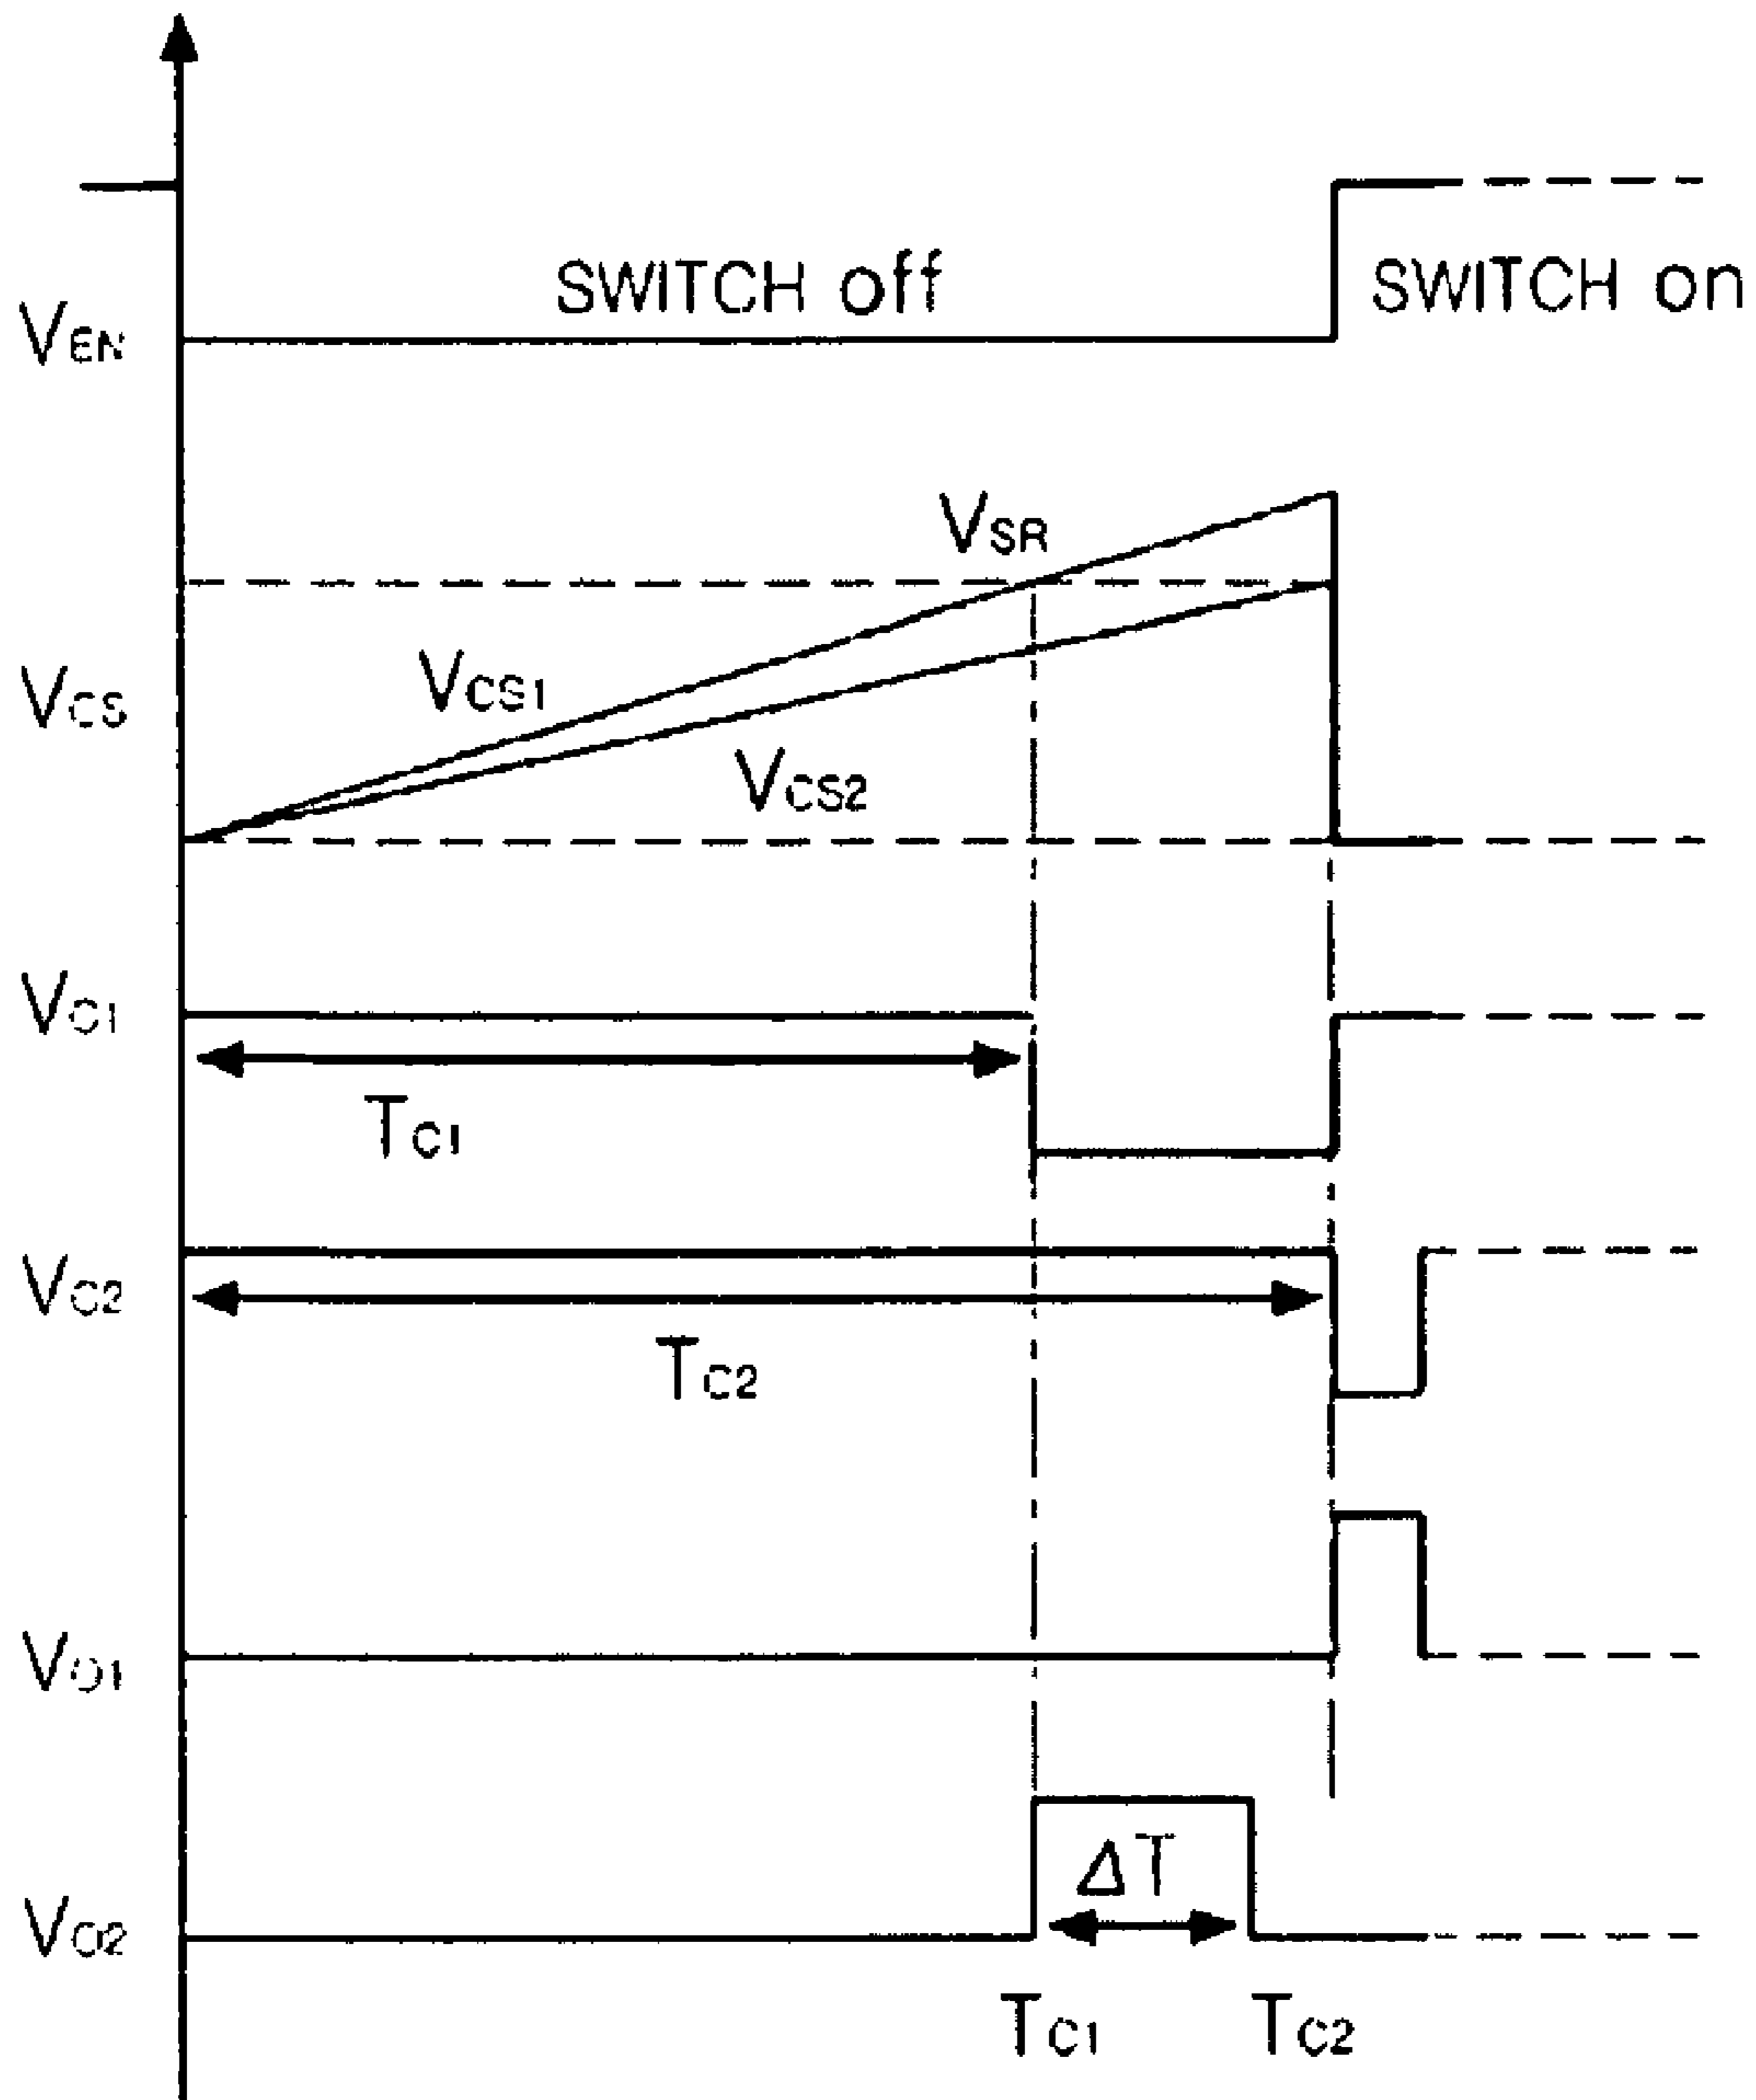 SWITCH off
SWITCH on
VEN
VSR
VCS1
VCS
VCS2
VC1
TC1
VC2
TC2
VO1
ΔT
VO2
TC1
TC2